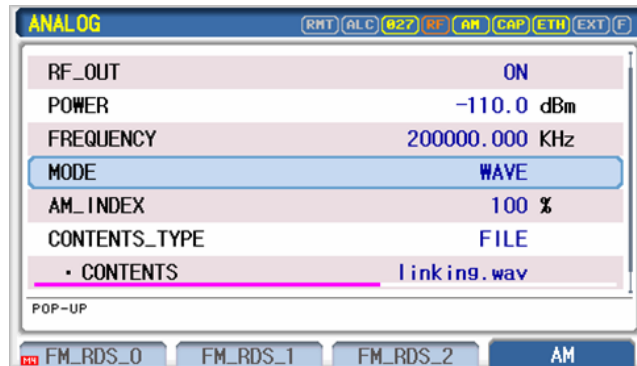 ANALOG RMT ALC 027 RF AM CAP ETH EXT F
RF_OUT ON
POWER -110.0 dBm
FREQUENCY 200000.000 KHz
MODE WAVE
AM_INDEX 100 %
CONTENTS_TYPE FILE
· CONTENTS linking.wav
POP-UP
M4 FM_RDS_0 FM_RDS_1 FM_RDS_2 AM